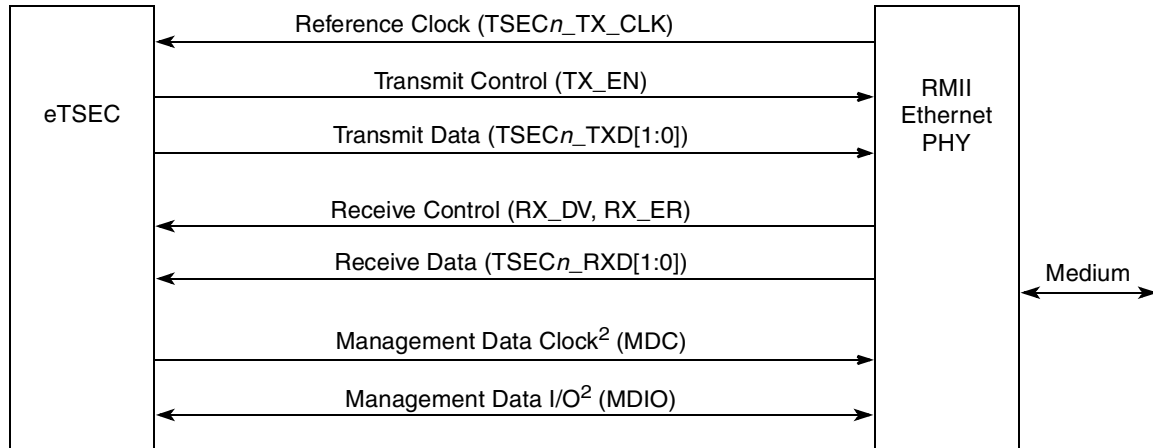 Reference Clock (TSECn_TX_CLK)
Transmit Control (TX_EN)
eTSEC
Transmit Data (TSECn_TXD[1:0])
RMII
Ethernet
PHY
Receive Control (RX_DV, RX_ER)
Receive Data (TSECn_RXD[1:0])
Medium
Management Data Clock² (MDC)
Management Data I/O² (MDIO)